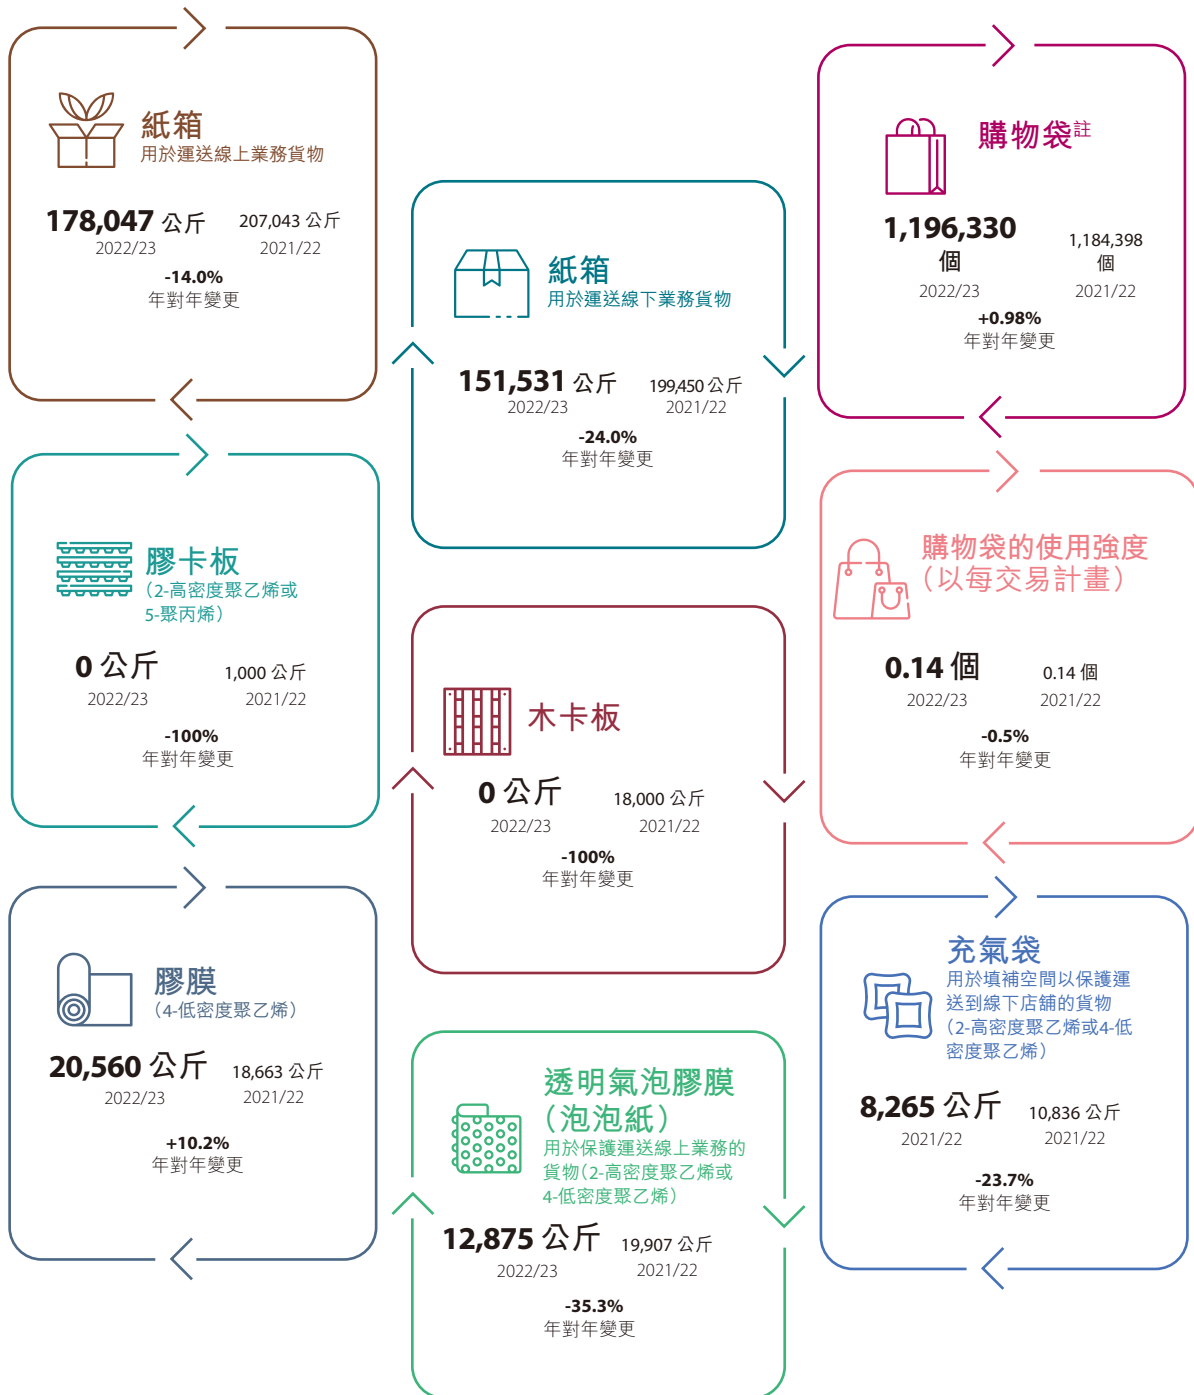 紙箱
用於運送線上業務貨物
178,047 公斤
2022/23
207,043 公斤
2021/22
-14.0%
年對年變更
紙箱
用於運送線下業務貨物
151,531 公斤
2022/23
199,450 公斤
2021/22
-24.0%
年對年變更
購物袋註
1,196,330
個
2022/23
1,184,398
個
2021/22
+0.98%
年對年變更
膠卡板
(2-高密度聚乙烯或
5-聚丙烯)
0 公斤
2022/23
1,000 公斤
2021/22
-100%
年對年變更
木卡板
0 公斤
2022/23
18,000 公斤
2021/22
-100%
年對年變更
購物袋的使用強度
(以每交易計畫)
0.14 個
2022/23
0.14 個
2021/22
-0.5%
年對年變更
膠膜
(4-低密度聚乙烯)
20,560 公斤
2022/23
18,663 公斤
2021/22
+10.2%
年對年變更
透明氣泡膠膜
(泡泡紙)
用於保護運送線上業務的
貨物(2-高密度聚乙烯或
4-低密度聚乙烯)
12,875 公斤
2022/23
19,907 公斤
2021/22
-35.3%
年對年變更
充氣袋
用於填補空間以保護運
送到線下店舖的貨物
(2-高密度聚乙烯或4-低
密度聚乙烯)
8,265 公斤
2021/22
10,836 公斤
2021/22
-23.7%
年對年變更